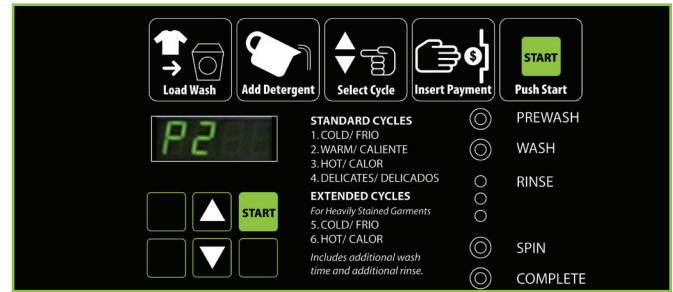 Load Wash
Add Detergent
Select Cycle
$
Insert Payment
START
Push Start
P2
STANDARD CYCLES
1.COLD/ FRIO
2.WARM/ CALIENTE
3.HOT/ CALOR
4.DELICATES/ DELICADOS
EXTENDED CYCLES
For Heavily Stained Garments
5.COLD/ FRIO
6.HOT/ CALOR
Includes additional wash
time and additional rinse.
PREWASH
WASH
RINSE
SPIN
COMPLETE
START